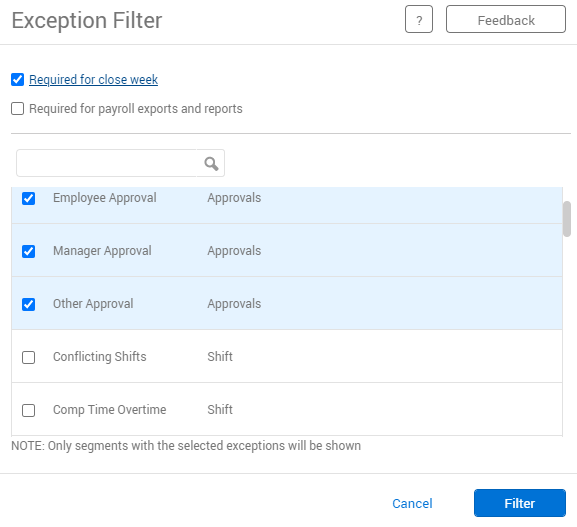 Exception Filter
?
Feedback
Required for close week
Required for payroll exports and reports
Employee Approval Approvals
Manager Approval Approvals
Other Approval Approvals
Conflicting Shifts Shift
Comp Time Overtime Shift
NOTE: Only segments with the selected exceptions will be shown
Cancel
Filter